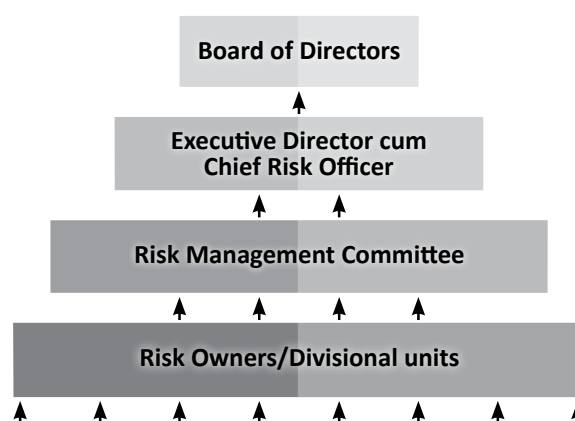 Board of Directors
Executive Director cum
Chief Risk Officer
Risk Management Committee
Risk Owners/Divisional units